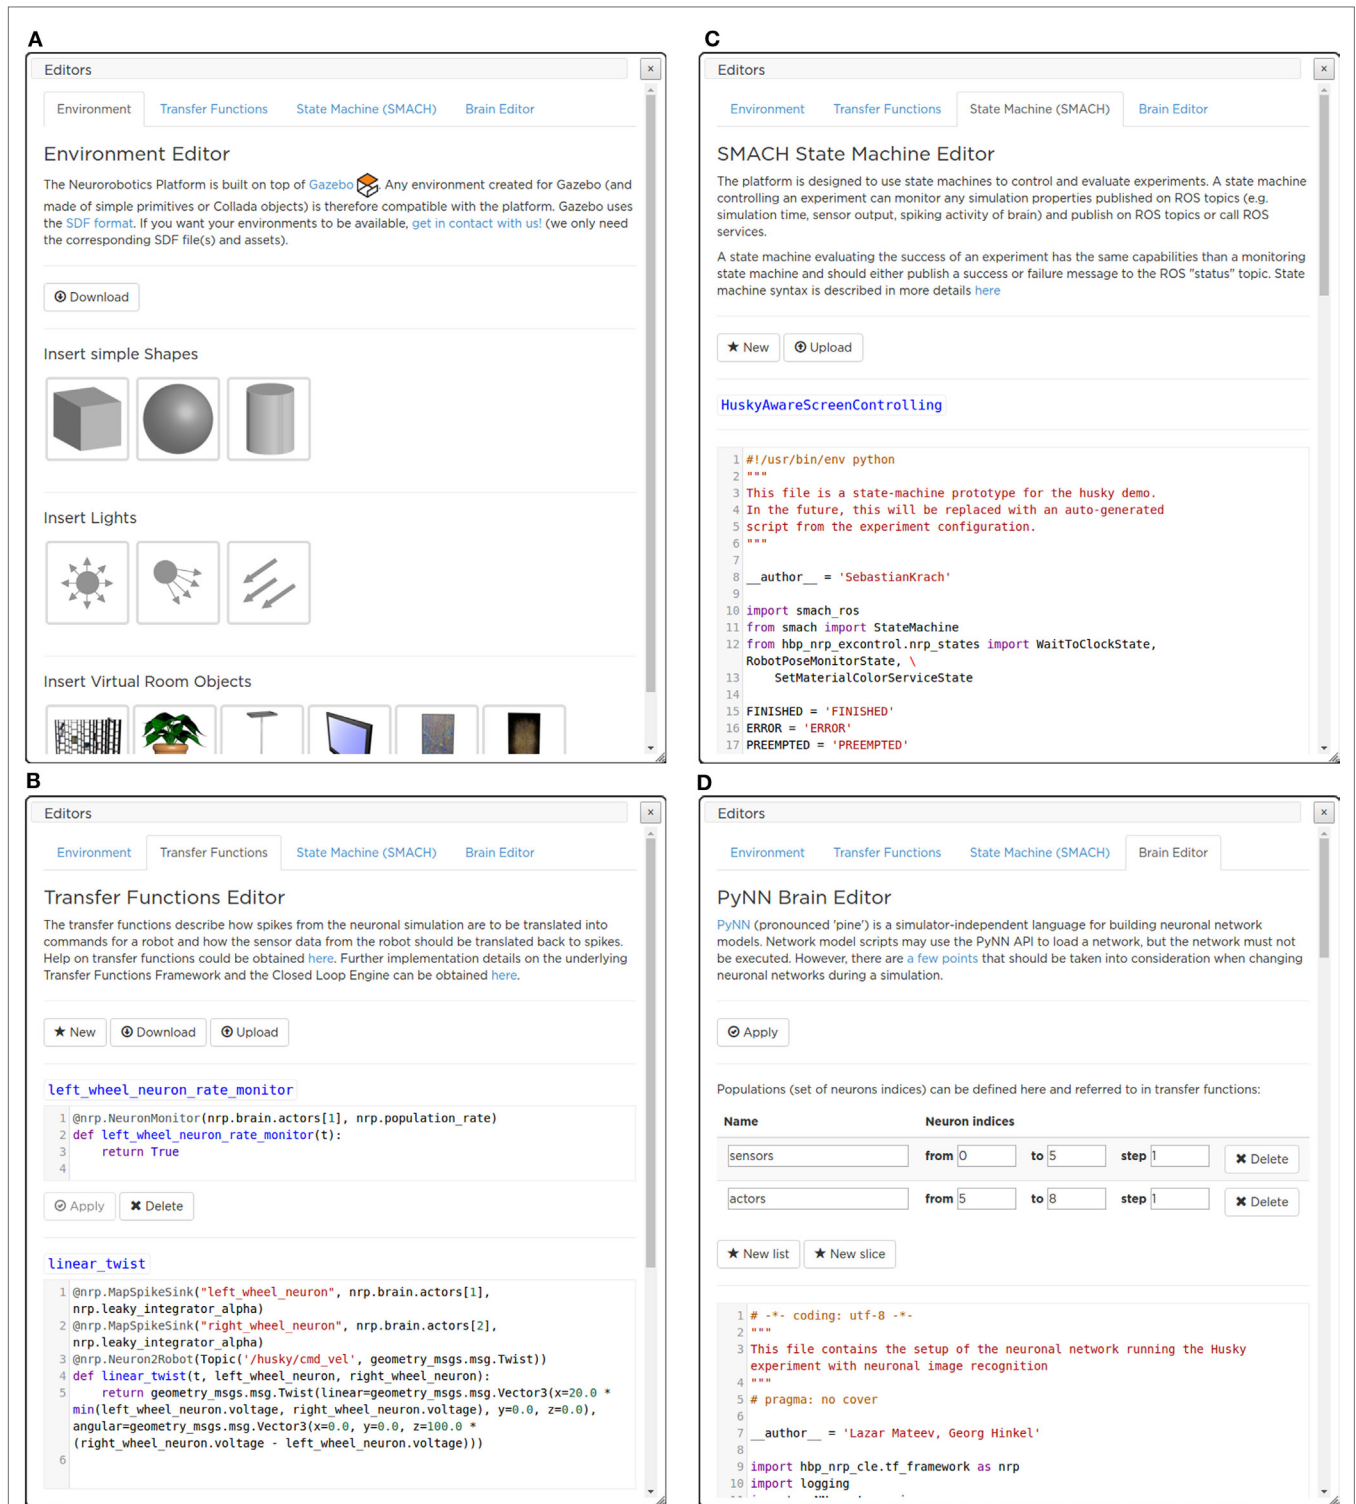 A
Editors
×
Environment Transfer Functions State Machine (SMACH) Brain Editor
Environment Editor
The Neurorobotics Platform is built on top of Gazebo . Any environment created for Gazebo (and
made of simple primitives or Collada objects) is therefore compatible with the platform. Gazebo uses
the SDF format. If you want your environments to be available, get in contact with us! (we only need
the corresponding SDF file(s) and assets).
Download
Insert simple Shapes
Insert Lights
Insert Virtual Room Objects
B
Editors
×
Environment Transfer Functions State Machine (SMACH) Brain Editor
Transfer Functions Editor
The transfer functions describe how spikes from the neuronal simulation are to be translated into
commands for a robot and how the sensor data from the robot should be translated back to spikes.
Help on transfer functions could be obtained here. Further implementation details on the underlying
Transfer Functions Framework and the Closed Loop Engine can be obtained here.
New Download Upload
left_wheel_neuron_rate_monitor
1 @nrp.NeuronMonitor(nrp.brain.actors[1], nrp.population_rate)
2 def left_wheel_neuron_rate_monitor(t):
3     return True
4
Apply Delete
linear_twist
1 @nrp.MapSpikeSink("left_wheel_neuron", nrp.brain.actors[1],
nrp.leaky_integrator_alpha)
2 @nrp.MapSpikeSink("right_wheel_neuron", nrp.brain.actors[2],
nrp.leaky_integrator_alpha)
3 @nrp.Neuron2Robot(Topic('/husky/cmd_vel', geometry_msgs.msg.Twist))
4 def linear_twist(t, left_wheel_neuron, right_wheel_neuron):
5     return geometry_msgs.msg.Twist(linear=geometry_msgs.msg.Vector3(x=20.0 *
min(left_wheel_neuron.voltage, right_wheel_neuron.voltage), y=0.0, z=0.0),
angular=geometry_msgs.msg.Vector3(x=0.0, y=0.0, z=100.0 *
(right_wheel_neuron.voltage - left_wheel_neuron.voltage)))
6
C
Editors
×
Environment Transfer Functions State Machine (SMACH) Brain Editor
SMACH State Machine Editor
The platform is designed to use state machines to control and evaluate experiments. A state machine
controlling an experiment can monitor any simulation properties published on ROS topics (e.g.
simulation time, sensor output, spiking activity of brain) and publish on ROS topics or call ROS
services.
A state machine evaluating the success of an experiment has the same capabilities than a monitoring
state machine and should either publish a success or failure message to the ROS "status" topic. State
machine syntax is described in more details here
New Upload
HuskyAwareScreenControlling
1 #!/usr/bin/env python
2 """
3 This file is a state-machine prototype for the husky demo.
4 In the future, this will be replaced with an auto-generated
5 script from the experiment configuration.
6 """
7
8 __author__ = 'SebastianKrach'
9
10 import smach_ros
11 from smach import StateMachine
12 from hbp_nrp_excontrol.nrp_states import WaitToClockState,
RobotPoseMonitorState, \
13     SetMaterialColorServiceState
14
15 FINISHED = 'FINISHED'
16 ERROR = 'ERROR'
17 PREEMPTED = 'PREEMPTED'
D
Editors
×
Environment Transfer Functions State Machine (SMACH) Brain Editor
PyNN Brain Editor
PyNN (pronounced 'pine') is a simulator-independent language for building neuronal network
models. Network model scripts may use the PyNN API to load a network, but the network must not
be executed. However, there are a few points that should be taken into consideration when changing
neuronal networks during a simulation.
Apply
Populations (set of neurons indices) can be defined here and referred to in transfer functions:
Name Neuron indices
sensors from 0 to 5 step 1 Delete
actors from 5 to 8 step 1 Delete
New list New slice
1 # -*- coding: utf-8 -*-
2 """
3 This file contains the setup of the neuronal network running the Husky
experiment with neuronal image recognition
4 """
5 # pragma: no cover
6
7 __author__ = 'Lazar Mateev, Georg Hinkel'
8
9 import hbp_nrp_cle.tf_framework as nrp
10 import logging